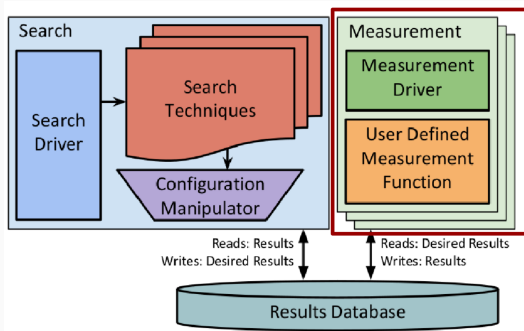 Search
Search
Driver
Search
Techniques
Configuration
Manipulator
Measurement
Measurement
Driver
User Defined
Measurement
Function
Reads: Results
Writes: Desired Results
Reads: Desired Results
Writes: Results
Results Database